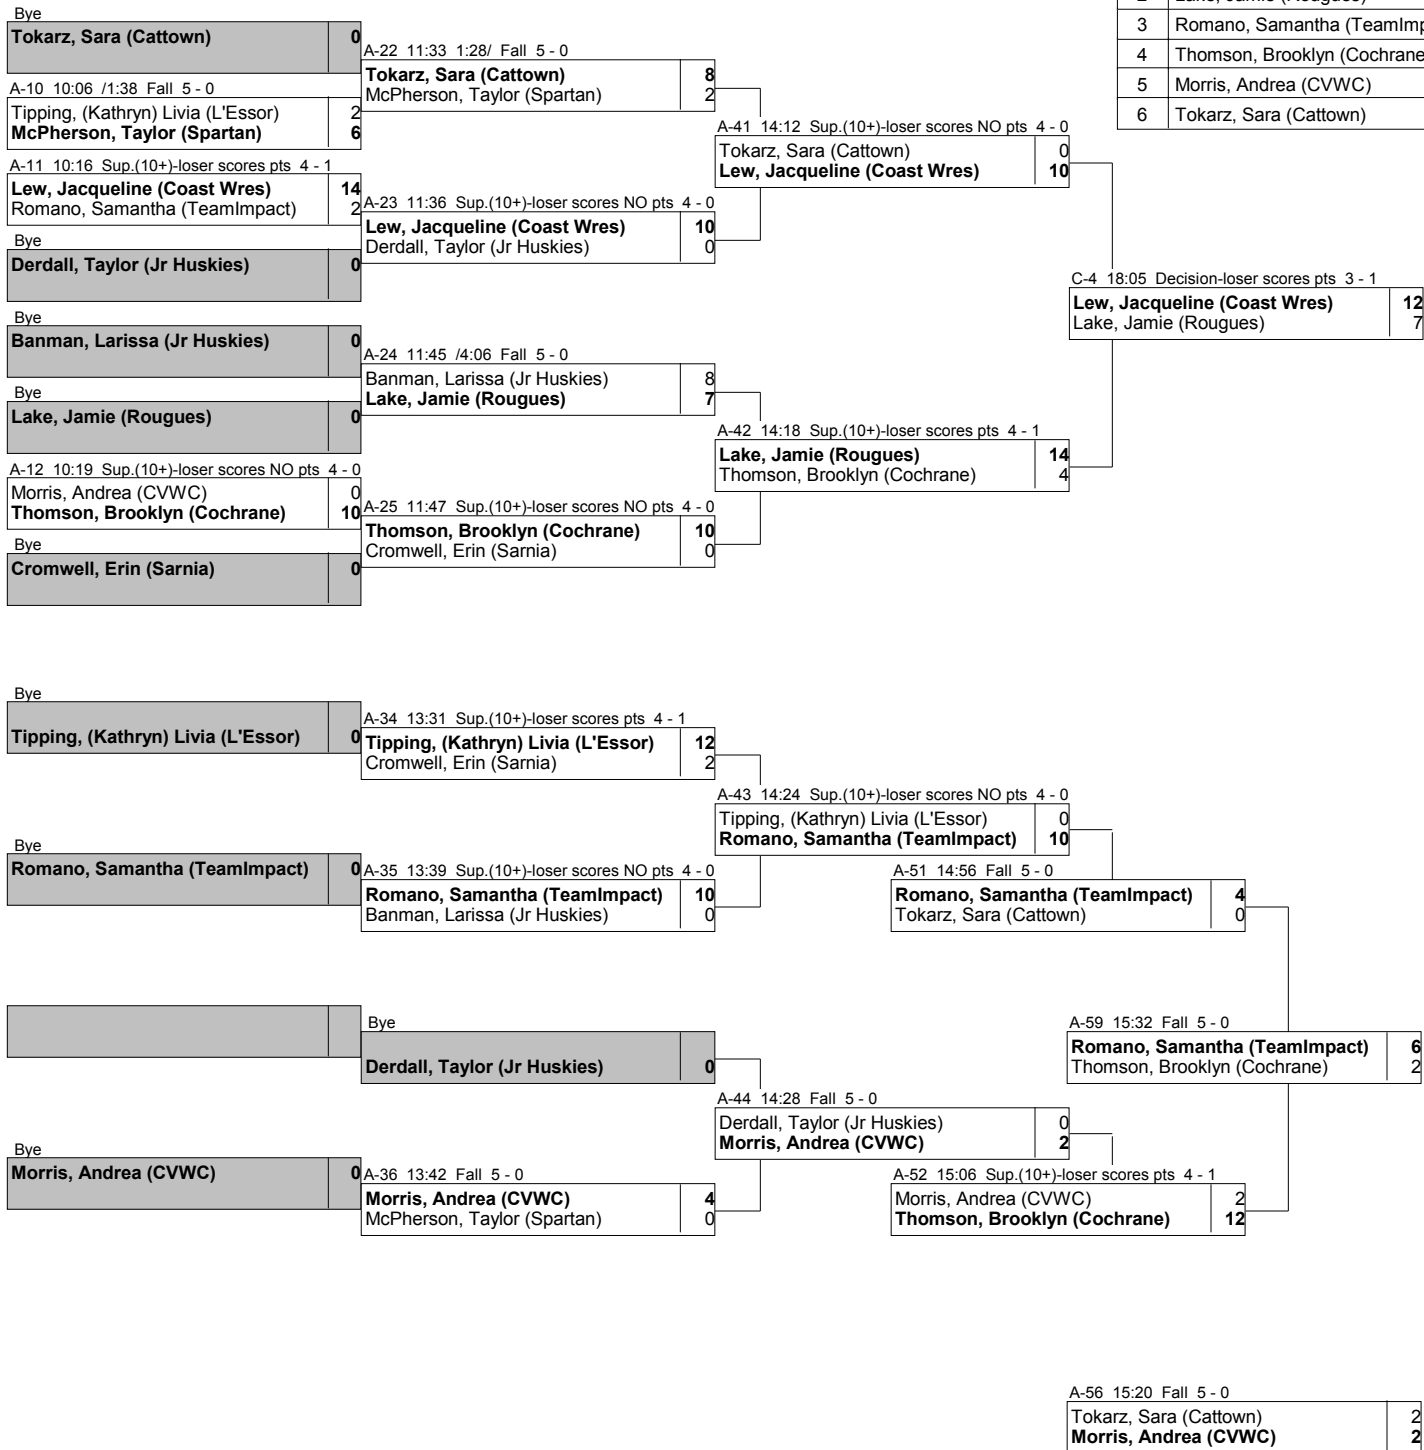 Bye
Tokarz, Sara (Cattown) 0
A-10 10:06 /1:38 Fall 5 - 0
Tipping, (Kathryn) Livia (L'Essor) 2
McPherson, Taylor (Spartan) 6
A-11 10:16 Sup.(10+)-loser scores pts 4 - 1
Lew, Jacqueline (Coast Wres) 14
Romano, Samantha (TeamImpact) 2
Bye
Derdall, Taylor (Jr Huskies) 0
Bye
Banman, Larissa (Jr Huskies) 0
Bye
Lake, Jamie (Rougues) 0
A-12 10:19 Sup.(10+)-loser scores NO pts 4 - 0
Morris, Andrea (CVWC) 0
Thomson, Brooklyn (Cochrane) 10
Bye
Cromwell, Erin (Sarnia) 0
A-22 11:33 1:28/ Fall 5 - 0
Tokarz, Sara (Cattown) 8
McPherson, Taylor (Spartan) 2
A-23 11:36 Sup.(10+)-loser scores NO pts 4 - 0
Lew, Jacqueline (Coast Wres) 10
Derdall, Taylor (Jr Huskies) 0
A-24 11:45 /4:06 Fall 5 - 0
Banman, Larissa (Jr Huskies) 8
Lake, Jamie (Rougues) 7
A-25 11:47 Sup.(10+)-loser scores NO pts 4 - 0
Thomson, Brooklyn (Cochrane) 10
Cromwell, Erin (Sarnia) 0
A-41 14:12 Sup.(10+)-loser scores NO pts 4 - 0
Tokarz, Sara (Cattown) 0
Lew, Jacqueline (Coast Wres) 10
A-42 14:18 Sup.(10+)-loser scores pts 4 - 1
Lake, Jamie (Rougues) 14
Thomson, Brooklyn (Cochrane) 4
3 Romano, Samantha (TeamImp
4 Thomson, Brooklyn (Cochrane
5 Morris, Andrea (CVWC)
6 Tokarz, Sara (Cattown)
C-4 18:05 Decision-loser scores pts 3 - 1
Lew, Jacqueline (Coast Wres) 12
Lake, Jamie (Rougues) 7
Bye
Tipping, (Kathryn) Livia (L'Essor) 0
Bye
Romano, Samantha (TeamImpact) 0
Bye
Morris, Andrea (CVWC) 0
A-34 13:31 Sup.(10+)-loser scores pts 4 - 1
Tipping, (Kathryn) Livia (L'Essor) 12
Cromwell, Erin (Sarnia) 2
A-35 13:39 Sup.(10+)-loser scores NO pts 4 - 0
Romano, Samantha (TeamImpact) 10
Banman, Larissa (Jr Huskies) 0
Bye
Derdall, Taylor (Jr Huskies) 0
A-36 13:42 Fall 5 - 0
Morris, Andrea (CVWC) 4
McPherson, Taylor (Spartan) 0
A-43 14:24 Sup.(10+)-loser scores NO pts 4 - 0
Tipping, (Kathryn) Livia (L'Essor) 0
Romano, Samantha (TeamImpact) 10
A-44 14:28 Fall 5 - 0
Derdall, Taylor (Jr Huskies) 0
Morris, Andrea (CVWC) 2
A-51 14:56 Fall 5 - 0
Romano, Samantha (TeamImpact) 4
Tokarz, Sara (Cattown) 0
A-52 15:06 Sup.(10+)-loser scores pts 4 - 1
Morris, Andrea (CVWC) 2
Thomson, Brooklyn (Cochrane) 12
A-59 15:32 Fall 5 - 0
Romano, Samantha (TeamImpact) 6
Thomson, Brooklyn (Cochrane) 2
A-56 15:20 Fall 5 - 0
Tokarz, Sara (Cattown) 2
Morris, Andrea (CVWC) 2